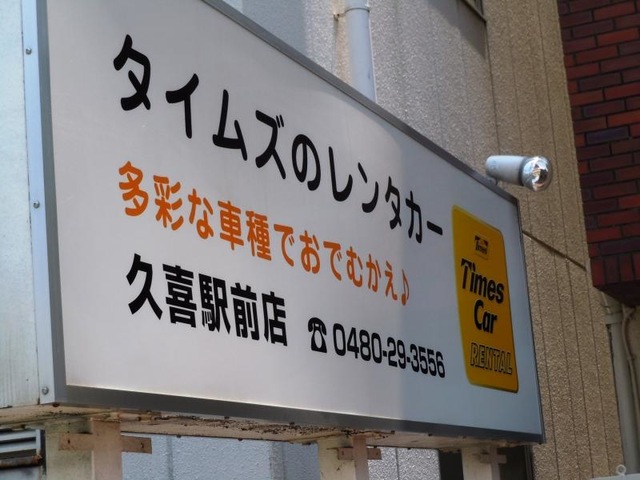 タイムズのレンタカー
多彩な車種でおでむかえ♪
久喜駅前店 ☎0480-29-3556
Times
Times
Car
RENTAL